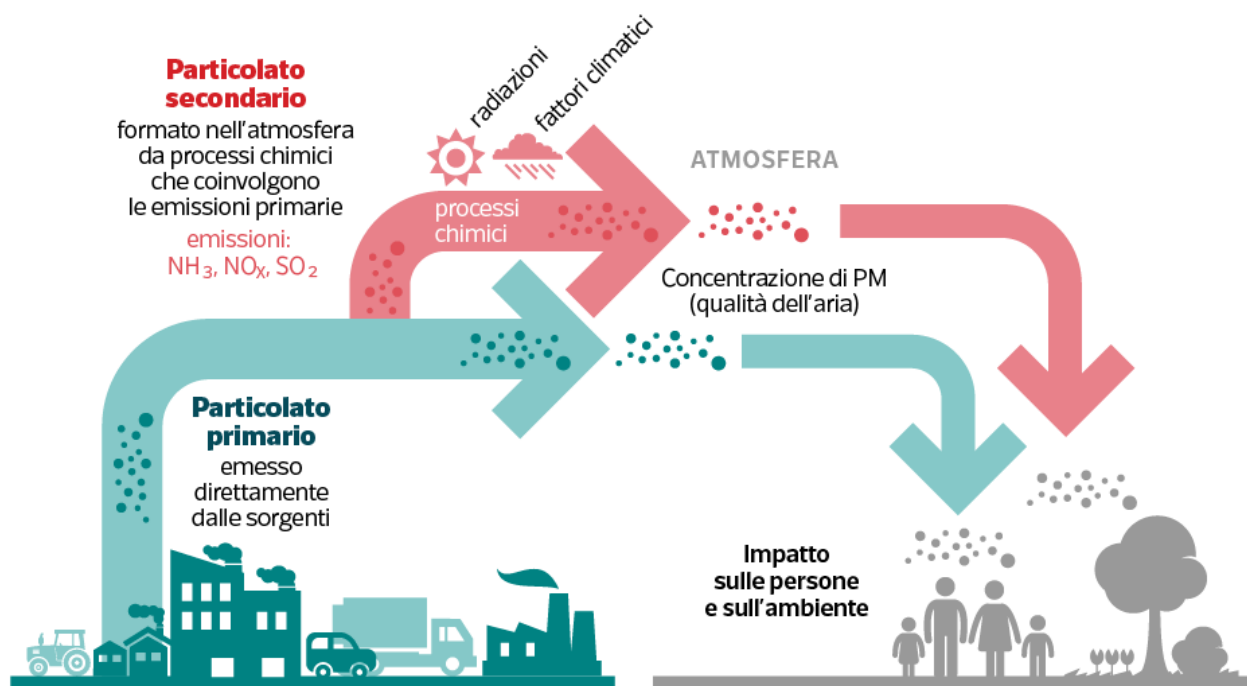 Particolato
secondario
formato nell'atmosfera
da processi chimici
che coinvolgono
le emissioni primarie
emissioni:
NH₃, NOₓ, SO₂
radiazioni
fattori climatici
processi
chimici
ATMOSFERA
Concentrazione di PM
(qualità dell'aria)
Particolato
primario
emesso
direttamente
dalle sorgenti
Impatto
sulle persone
e sull'ambiente